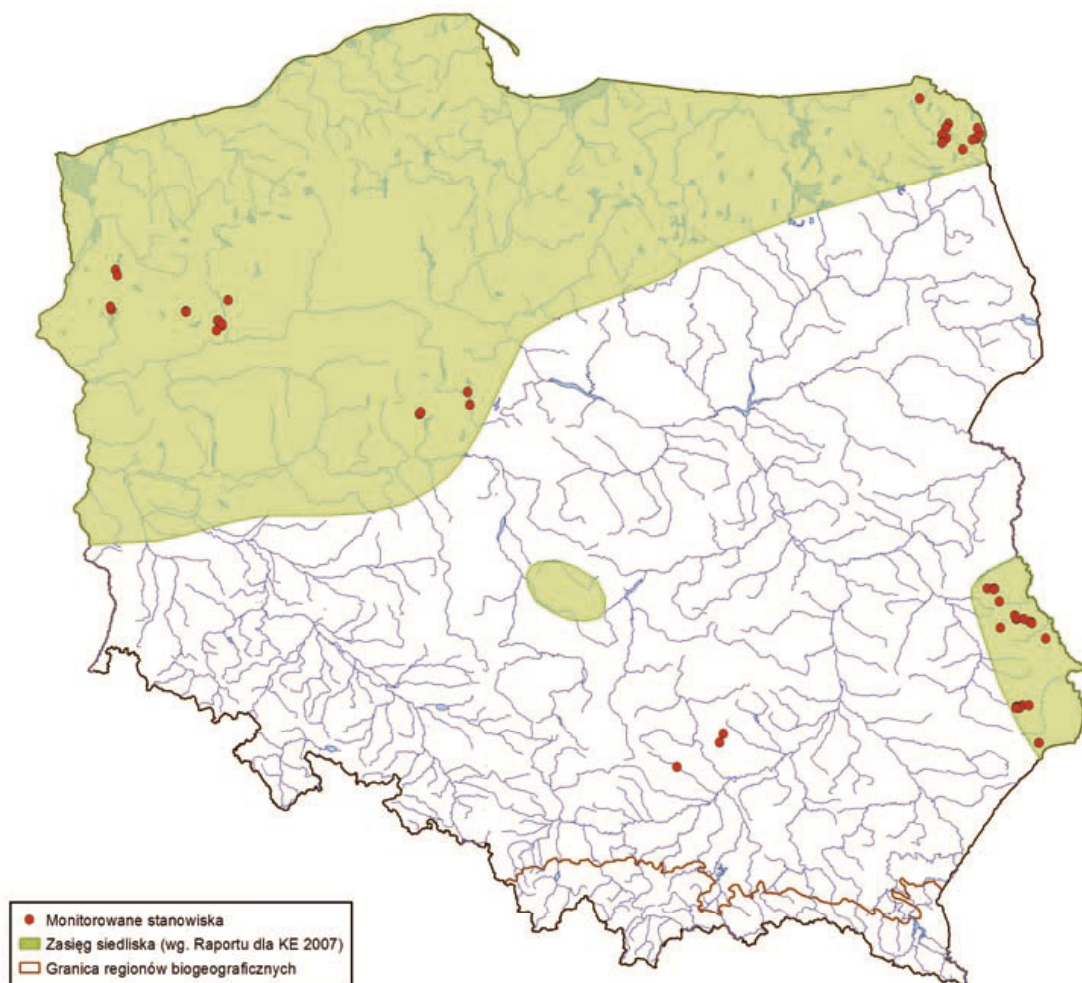 Monitorowane stanowiska
Zasięg siedliska (wg. Raportu dla KE 2007)
Granica regionów biogeograficznych